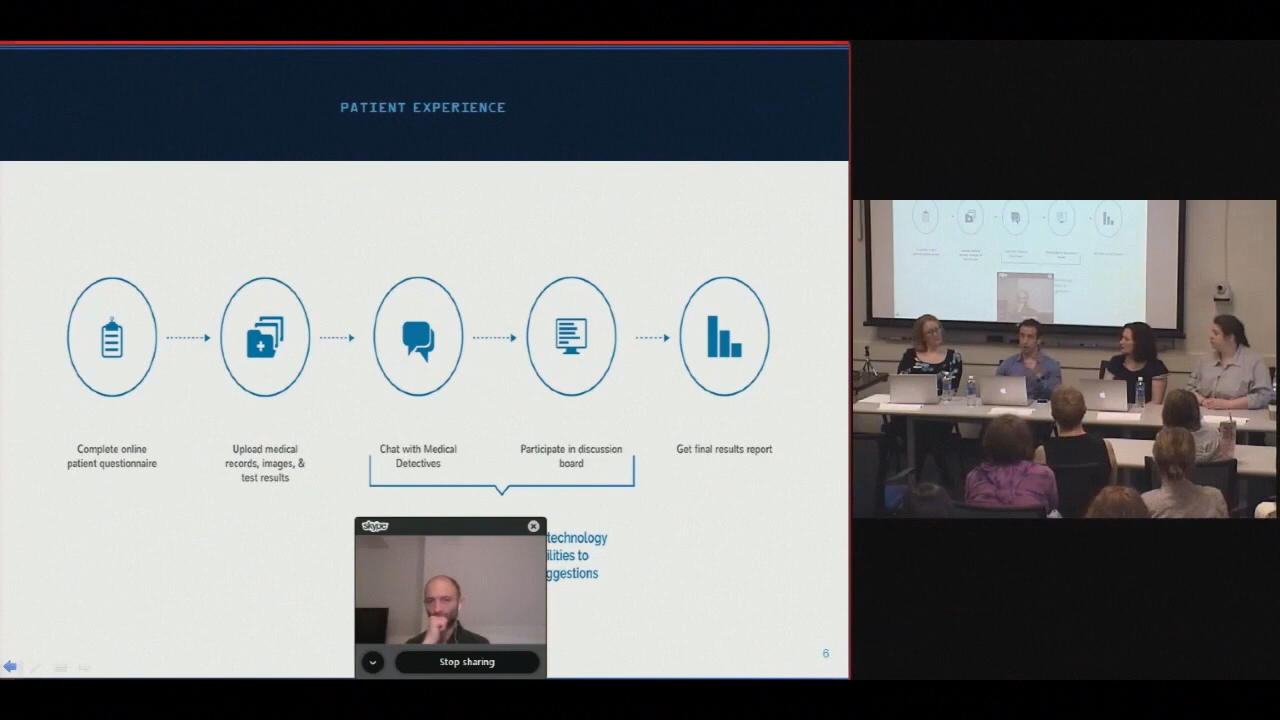 PATIENT EXPERIENCE
Complete online
patient questionnaire
Upload medical
records, images, &
test results
Chat with Medical
Detectives
Participate in discussion
board
Get final results report
technology
ilities to
ggestions
skype
Stop sharing
6